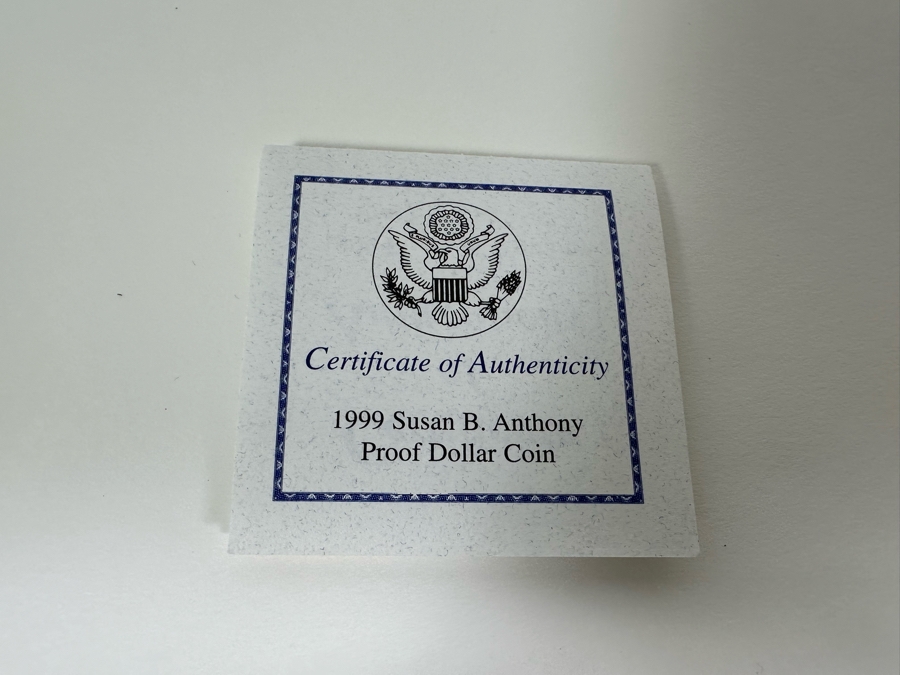 Certificate of Authenticity
1999 Susan B. Anthony
Proof Dollar Coin